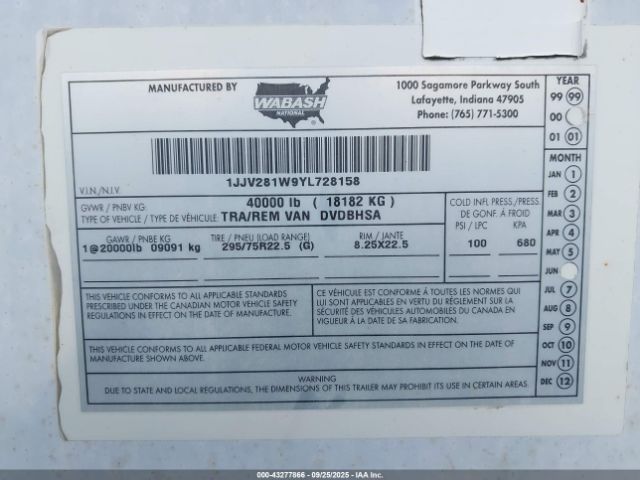 MANUFACTURED BY
WABASH
NATIONAL
1000 Sagamore Parkway South
Lafayette, Indiana 47905
Phone: (765) 771-5300
1JJV281W9YL728158
V.I.N./N.I.V.
GVWR / PNBV KG: 40000 lb ( 18182 KG )
TYPE OF VEHICLE / TYPE DE VÉHICULE: TRA/REM VAN DVDBHSA
GAWR / PNBE KG TIRE / PNEU (LOAD RANGE) RIM / JANTE
1@20000lb 09091 kg 295/75R22.5 (G) 8.25X22.5
COLD INFL PRESS./PRESS.
DE GONF. À FROID
PSI / LPC KPA
100 680
THIS VEHICLE CONFORMS TO ALL APPLICABLE STANDARDS
PRESCRIBED UNDER THE CANADIAN MOTOR VEHICLE SAFETY
REGULATIONS IN EFFECT ON THE DATE OF MANUFACTURE.
CE VÉHICULE EST CONFORME À TOUTES LES NORMES QUI
LUI SONT APPLICABLES EN VERTU DU RÈGLEMENT SUR LA
SÉCURITÉ DES VÉHICULES AUTOMOBILES DU CANADA EN
VIGUEUR À LA DATE DE SA FABRICATION.
THIS VEHICLE CONFORMS TO ALL APPLICABLE FEDERAL MOTOR VEHICLE SAFETY STANDARDS IN EFFECT ON THE DATE OF
MANUFACTURE SHOWN ABOVE.
WARNING
DUE TO STATE AND LOCAL REGULATIONS, THE DIMENSIONS OF THIS TRAILER MAY PROHIBIT ITS USE IN CERTAIN AREAS.
YEAR
99 99
00
01 01
MONTH
JAN 1
FEB 2
MAR 3
APR 4
MAY 5
JUN
JUL 7
AUG 8
SEP 9
OCT 10
NOV 11
DEC 12
000-43277866 - 09/25/2025 - IAAI.COM